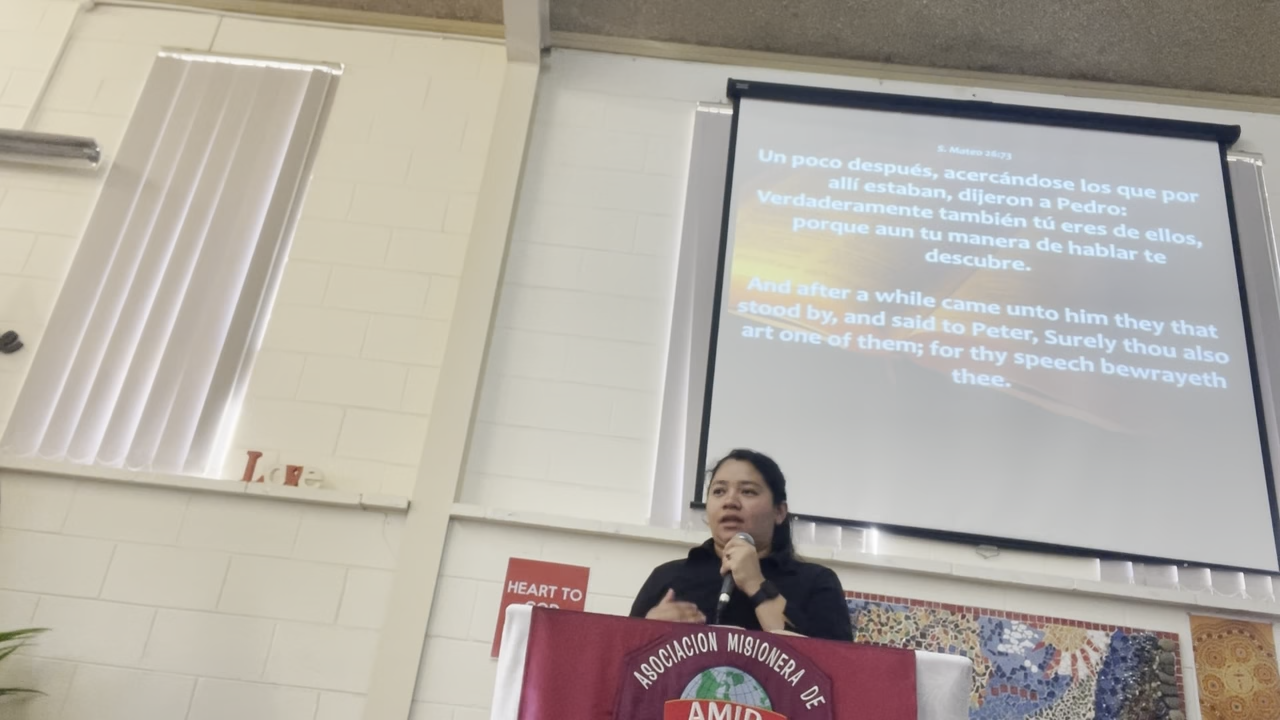 S. Mateo 26:73
Un poco después, acercándose los que por
allí estaban, dijeron a Pedro:
Verdaderamente también tú eres de ellos,
porque aun tu manera de hablar te
descubre.
And after a while came unto him they that
stood by, and said to Peter, Surely thou also
art one of them; for thy speech bewrayeth
thee.
Love
HEART TO
GOD
ASOCIACION MISIONERA DE
AMID